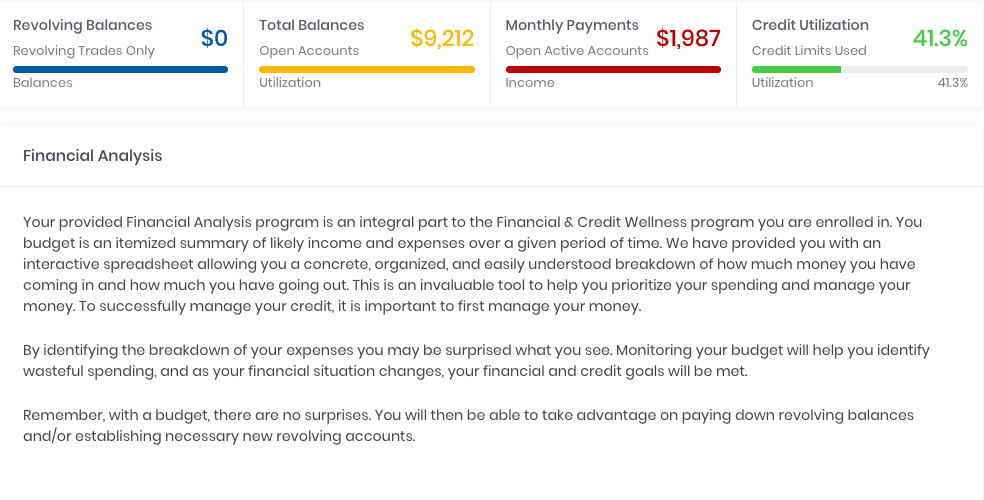 Revolving Balances
Revolving Trades Only
$0
Balances
Total Balances
Open Accounts
$9,212
Utilization
Monthly Payments
Open Active Accounts
$1,987
Income
Credit Utilization
Credit Limits Used
41.3%
Utilization
41.3%
Financial Analysis
Your provided Financial Analysis program is an integral part to the Financial & Credit Wellness program you are enrolled in. You
budget is an itemized summary of likely income and expenses over a given period of time. We have provided you with an
interactive spreadsheet allowing you a concrete, organized, and easily understood breakdown of how much money you have
coming in and how much you have going out. This is an invaluable tool to help you prioritize your spending and manage your
money. To successfully manage your credit, it is important to first manage your money.
By identifying the breakdown of your expenses you may be surprised what you see. Monitoring your budget will help you identify
wasteful spending, and as your financial situation changes, your financial and credit goals will be met.
Remember, with a budget, there are no surprises. You will then be able to take advantage on paying down revolving balances
and/or establishing necessary new revolving accounts.